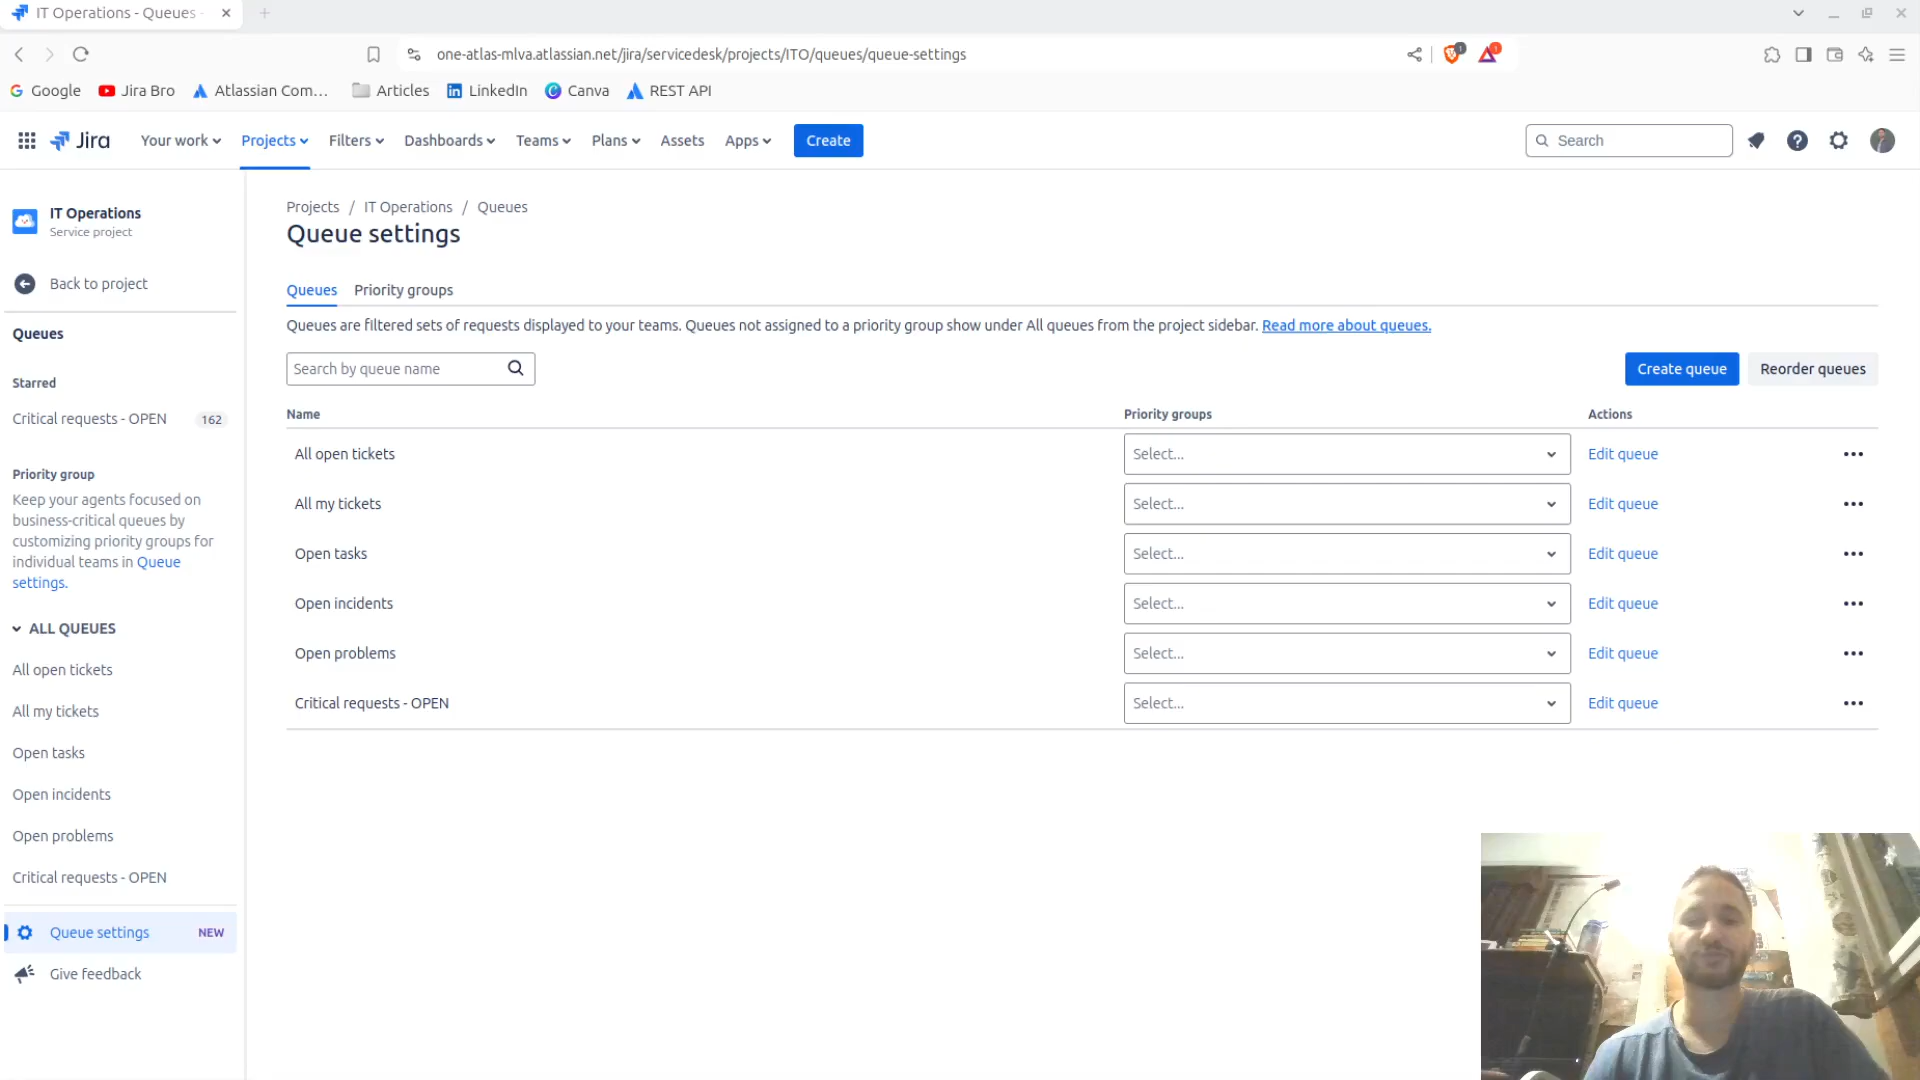 IT Operations - Queues -
one-atlas-mlva.atlassian.net/jira/servicedesk/projects/ITO/queues/queue-settings
1
1
Google
Jira Bro
Atlassian Com...
Articles
LinkedIn
Canva
REST API
Jira
Your work
Projects
Filters
Dashboards
Teams
Plans
Assets
Apps
Create
Search
IT Operations
Service project
Back to project
Queues
Starred
Critical requests - OPEN 162
Priority group
Keep your agents focused on
business-critical queues by
customizing priority groups for
individual teams in Queue
settings.
ALL QUEUES
All open tickets
All my tickets
Open tasks
Open incidents
Open problems
Critical requests - OPEN
Queue settings NEW
Give feedback
Projects / IT Operations / Queues
Queue settings
Queues Priority groups
Queues are filtered sets of requests displayed to your teams. Queues not assigned to a priority group show under All queues from the project sidebar. Read more about queues.
Search by queue name
Create queue
Reorder queues
Name Priority groups Actions
All open tickets Select... Edit queue
All my tickets Select... Edit queue
Open tasks Select... Edit queue
Open incidents Select... Edit queue
Open problems Select... Edit queue
Critical requests - OPEN Select... Edit queue